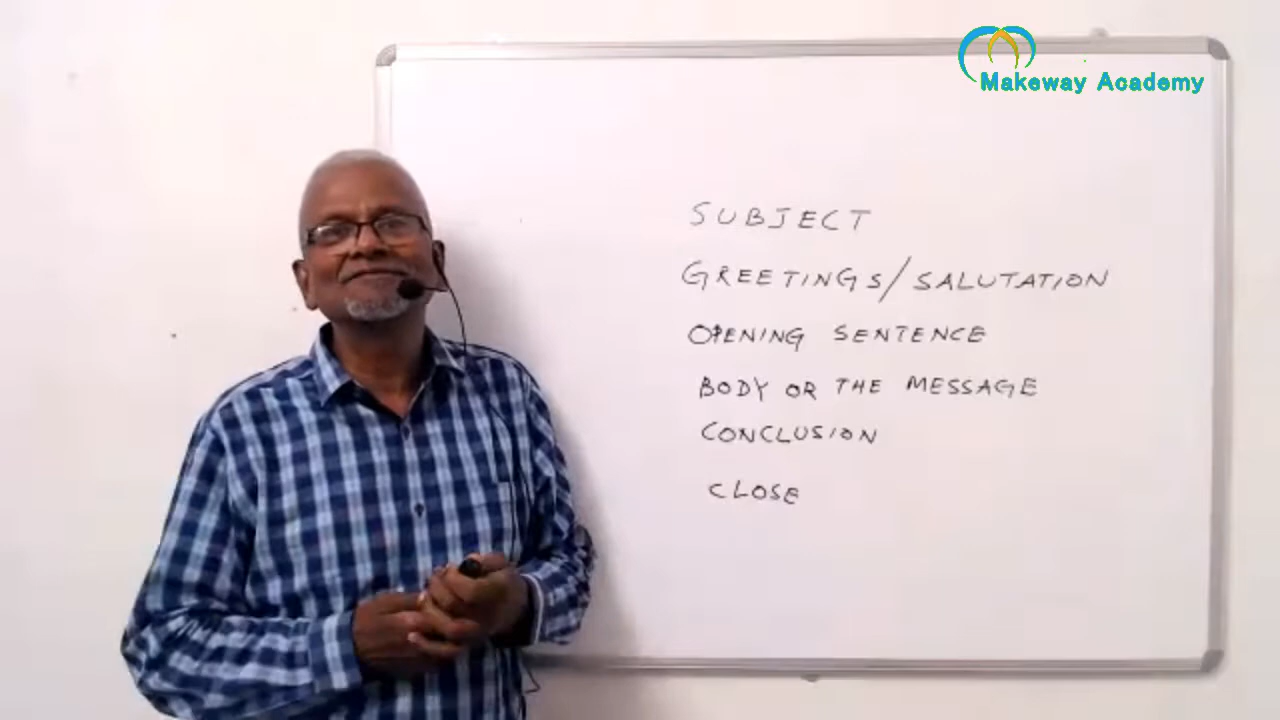 Makeway Academy
SUBJECT
GREETINGS/SALUTATION
OPENING SENTENCE
BODY OR THE MESSAGE
CONCLUSION
CLOSE